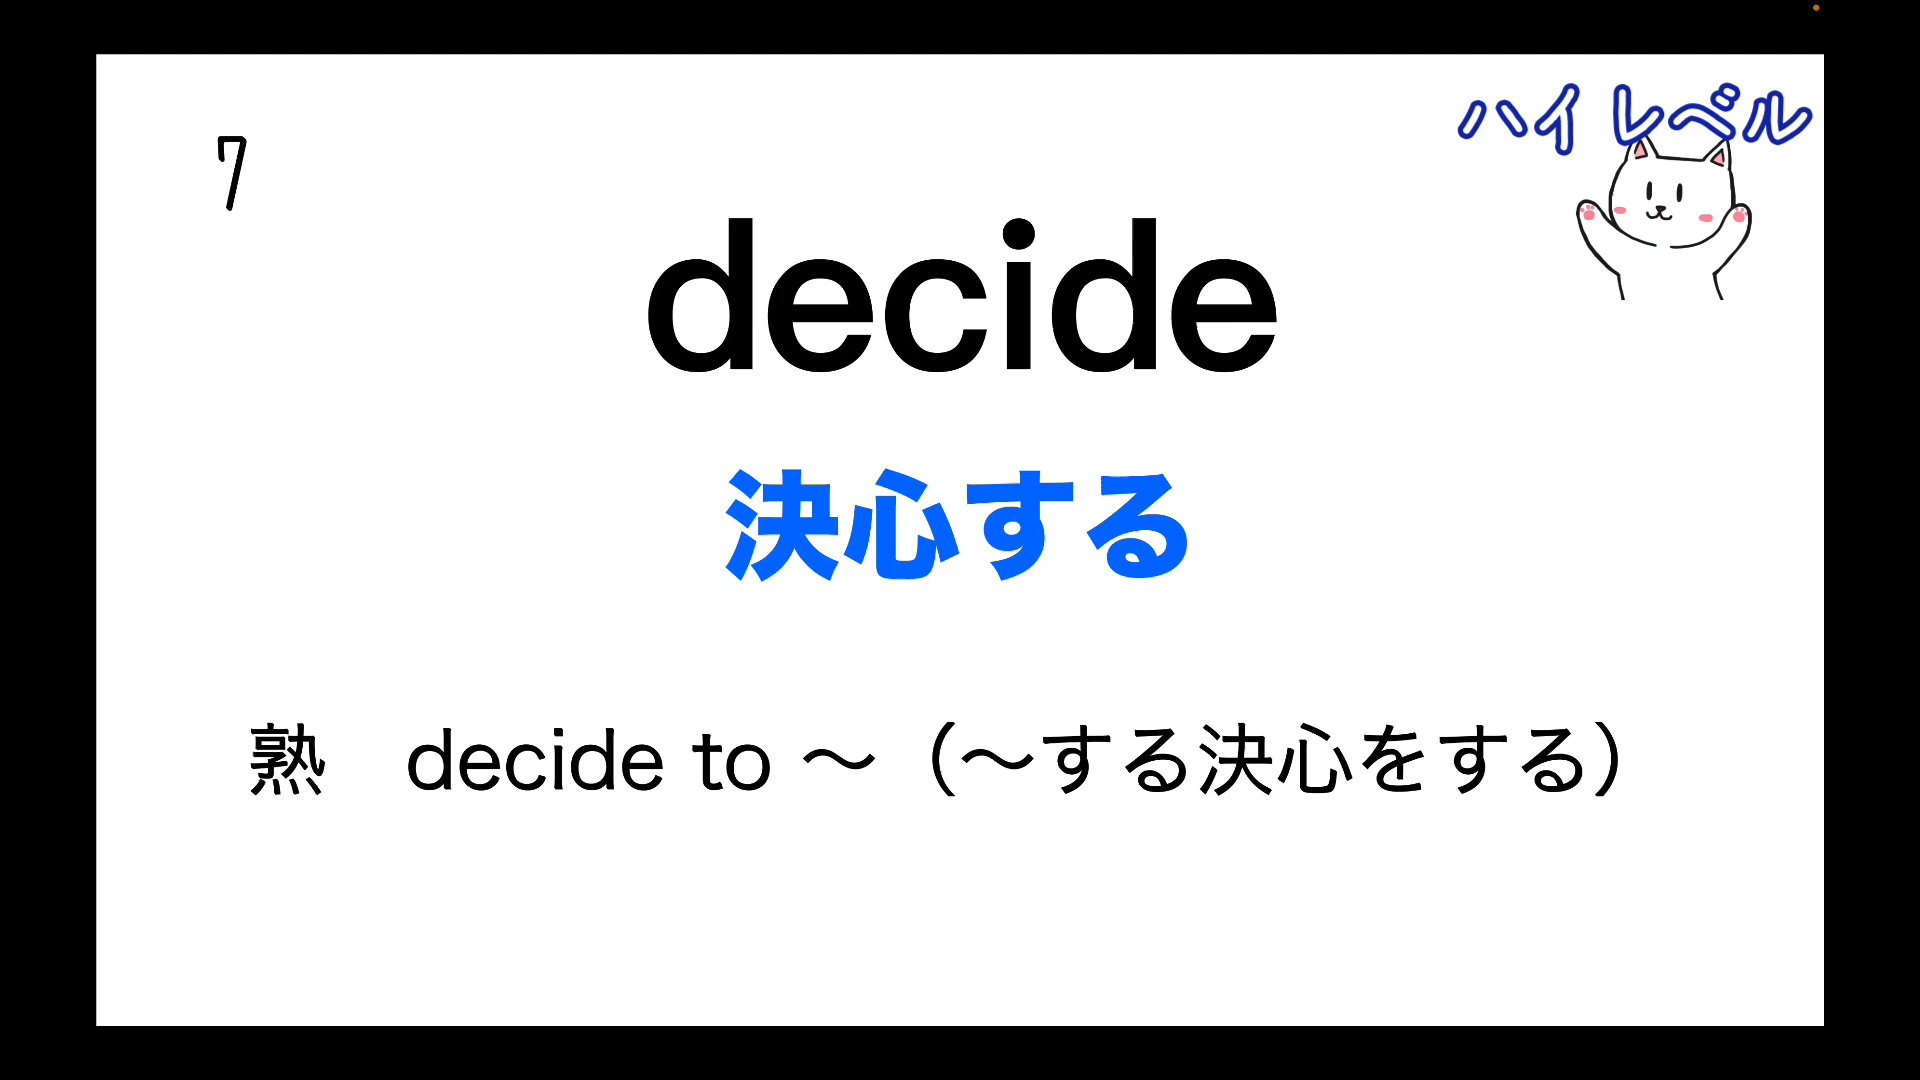 ハイレベル
7
decide
決心する
熟　decide to 〜（〜する決心をする）